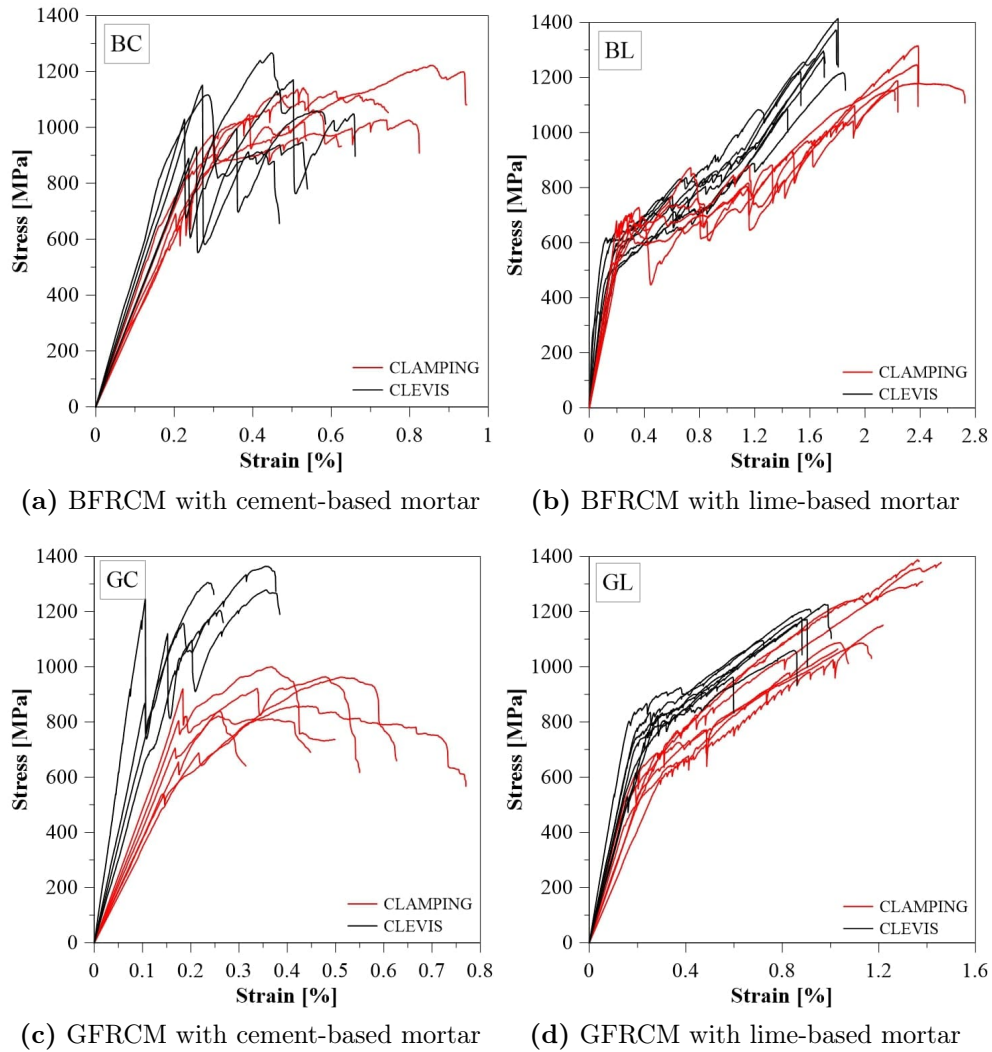 BC
1400
1200
1000
800
600
400
200
0
Stress [MPa]
CLAMPING
CLEVIS
0 0.2 0.4 0.6 0.8 1
Strain [%]
(a) BFRCM with cement-based mortar
BL
1400
1200
1000
800
600
400
200
0
Stress [MPa]
CLAMPING
CLEVIS
0 0.4 0.8 1.2 1.6 2 2.4 2.8
Strain [%]
(b) BFRCM with lime-based mortar
GC
1400
1200
1000
800
600
400
200
0
Stress [MPa]
CLAMPING
CLEVIS
0 0.1 0.2 0.3 0.4 0.5 0.6 0.7 0.8
Strain [%]
(c) GFRCM with cement-based mortar
GL
1400
1200
1000
800
600
400
200
0
Stress [MPa]
CLAMPING
CLEVIS
0 0.4 0.8 1.2 1.6
Strain [%]
(d) GFRCM with lime-based mortar